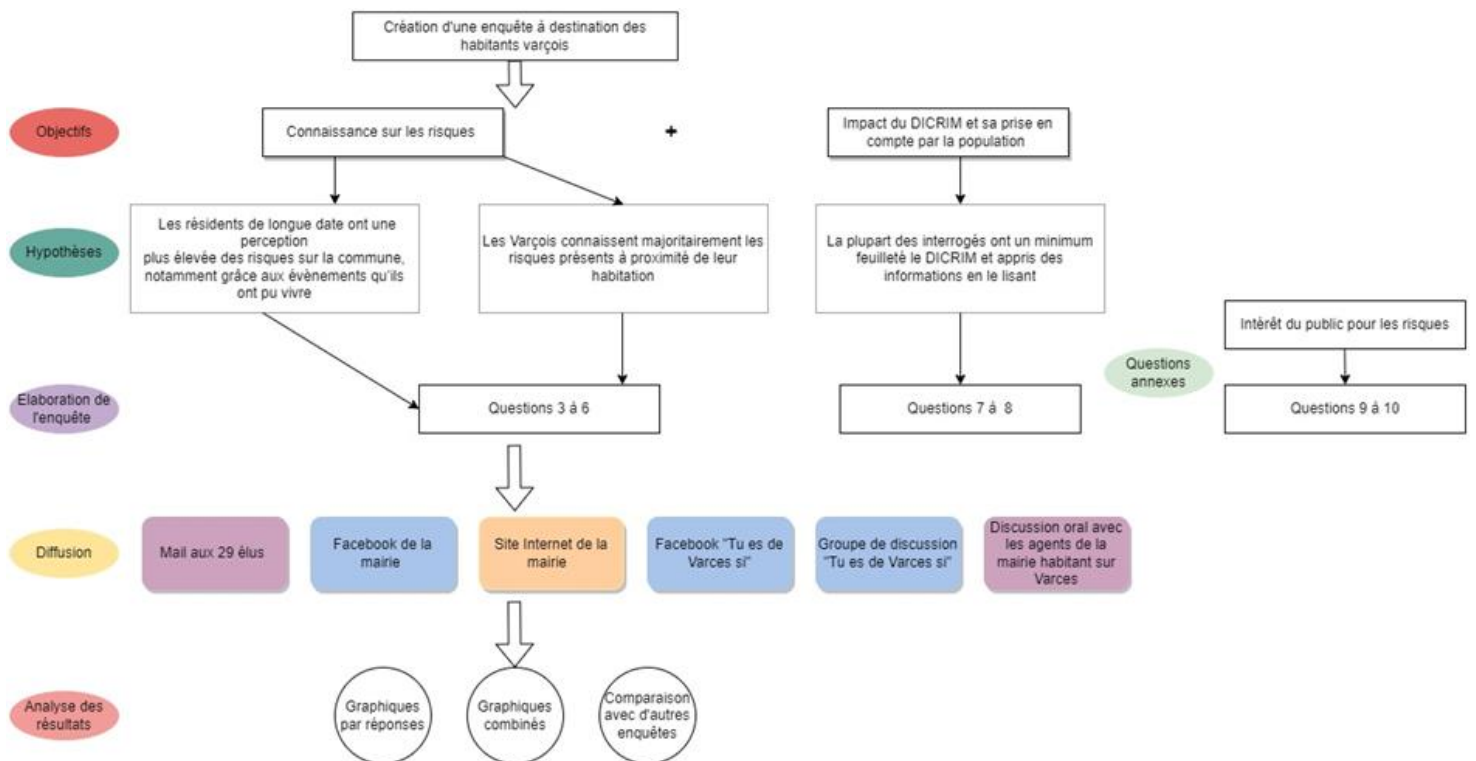 Création d'une enquête à destination des
habitants varçois
Objectifs
Connaissance sur les risques
+
Impact du DICRIM et sa prise en
compte par la population
Hypothèses
Les résidents de longue date ont une
perception
plus élevée des risques sur la commune,
notamment grâce aux évènements qu'ils
ont pu vivre
Les Varçois connaissent majoritairement les
risques présents à proximité de leur
habitation
La plupart des interrogés ont un minimum
feuilleté le DICRIM et appris des
informations en le lisant
Intérêt du public pour les risques
Questions
annexes
Elaboration de
l'enquête
Questions 3 à 6
Questions 7 à 8
Questions 9 à 10
Diffusion
Mail aux 29 élus
Facebook de la
mairie
Site Internet de la
mairie
Facebook "Tu es de
Varces si"
Groupe de discussion
"Tu es de Varces si"
Discussion oral avec
les agents de la
mairie habitant sur
Varces
Analyse des
résultats
Graphiques
par réponses
Graphiques
combinés
Comparaison
avec d'autres
enquêtes